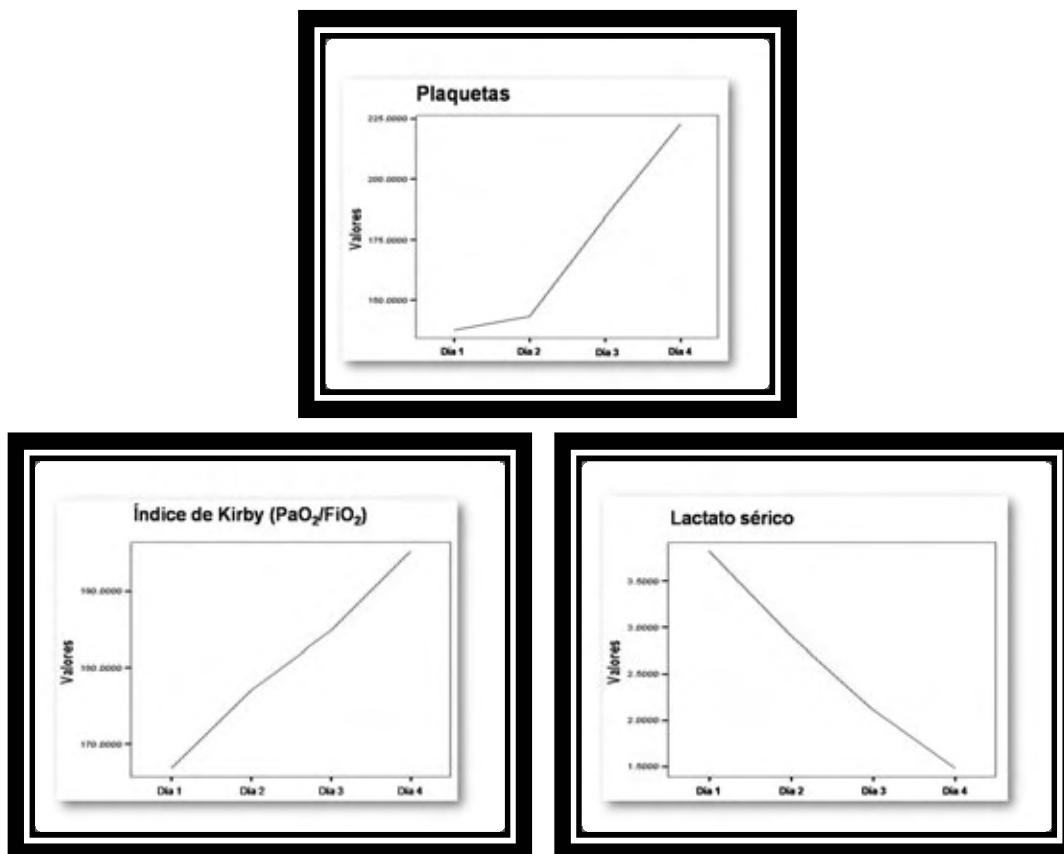 Plaquetas
Valores
225.0000
200.0000
175.0000
150.0000
Día 1 Día 2 Día 3 Día 4
Índice de Kirby (PaO₂/FiO₂)
Valores
190.0000
180.0000
170.0000
Día 1 Día 2 Día 3 Día 4
Lactato sérico
Valores
3.5000
3.0000
2.5000
2.0000
1.5000
Día 1 Día 2 Día 3 Día 4